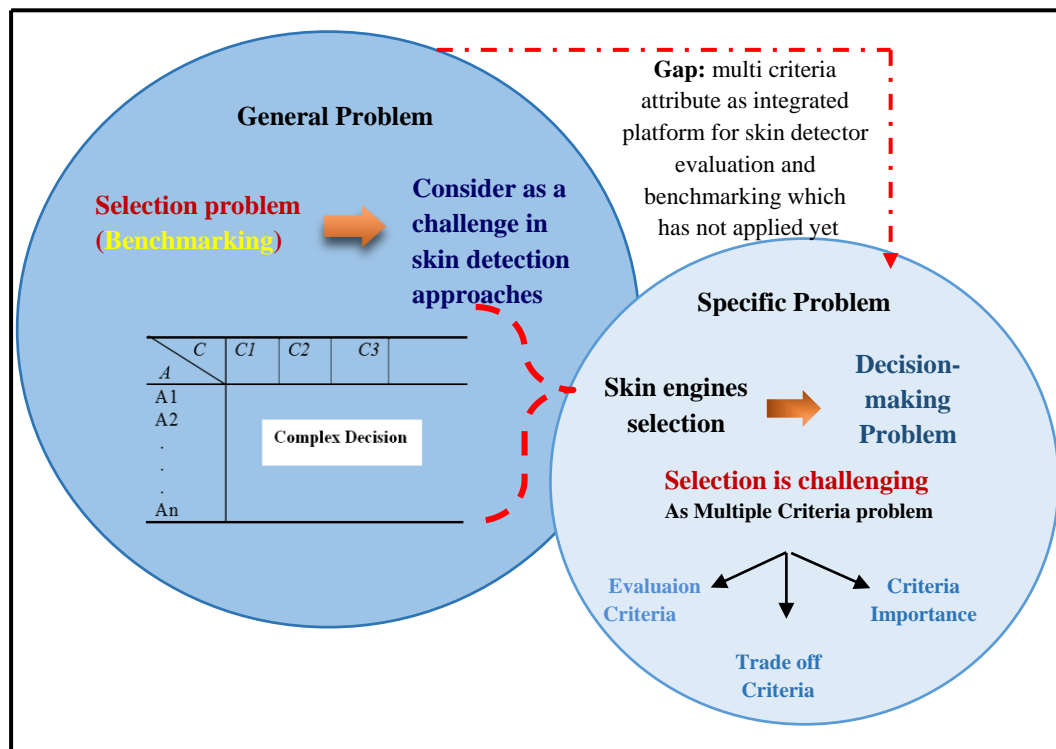 General Problem
Selection problem
(Benchmarking)
Consider as a
challenge in
skin detection
approaches
C C1 C2 C3
A
A1
A2
.
.
.
An
Complex Decision
Gap: multi criteria
attribute as integrated
platform for skin detector
evaluation and
benchmarking which
has not applied yet
Specific Problem
Skin engines
selection
Decision-
making
Problem
Selection is challenging
As Multiple Criteria problem
Evaluaion
Criteria
Trade off
Criteria
Criteria
Importance